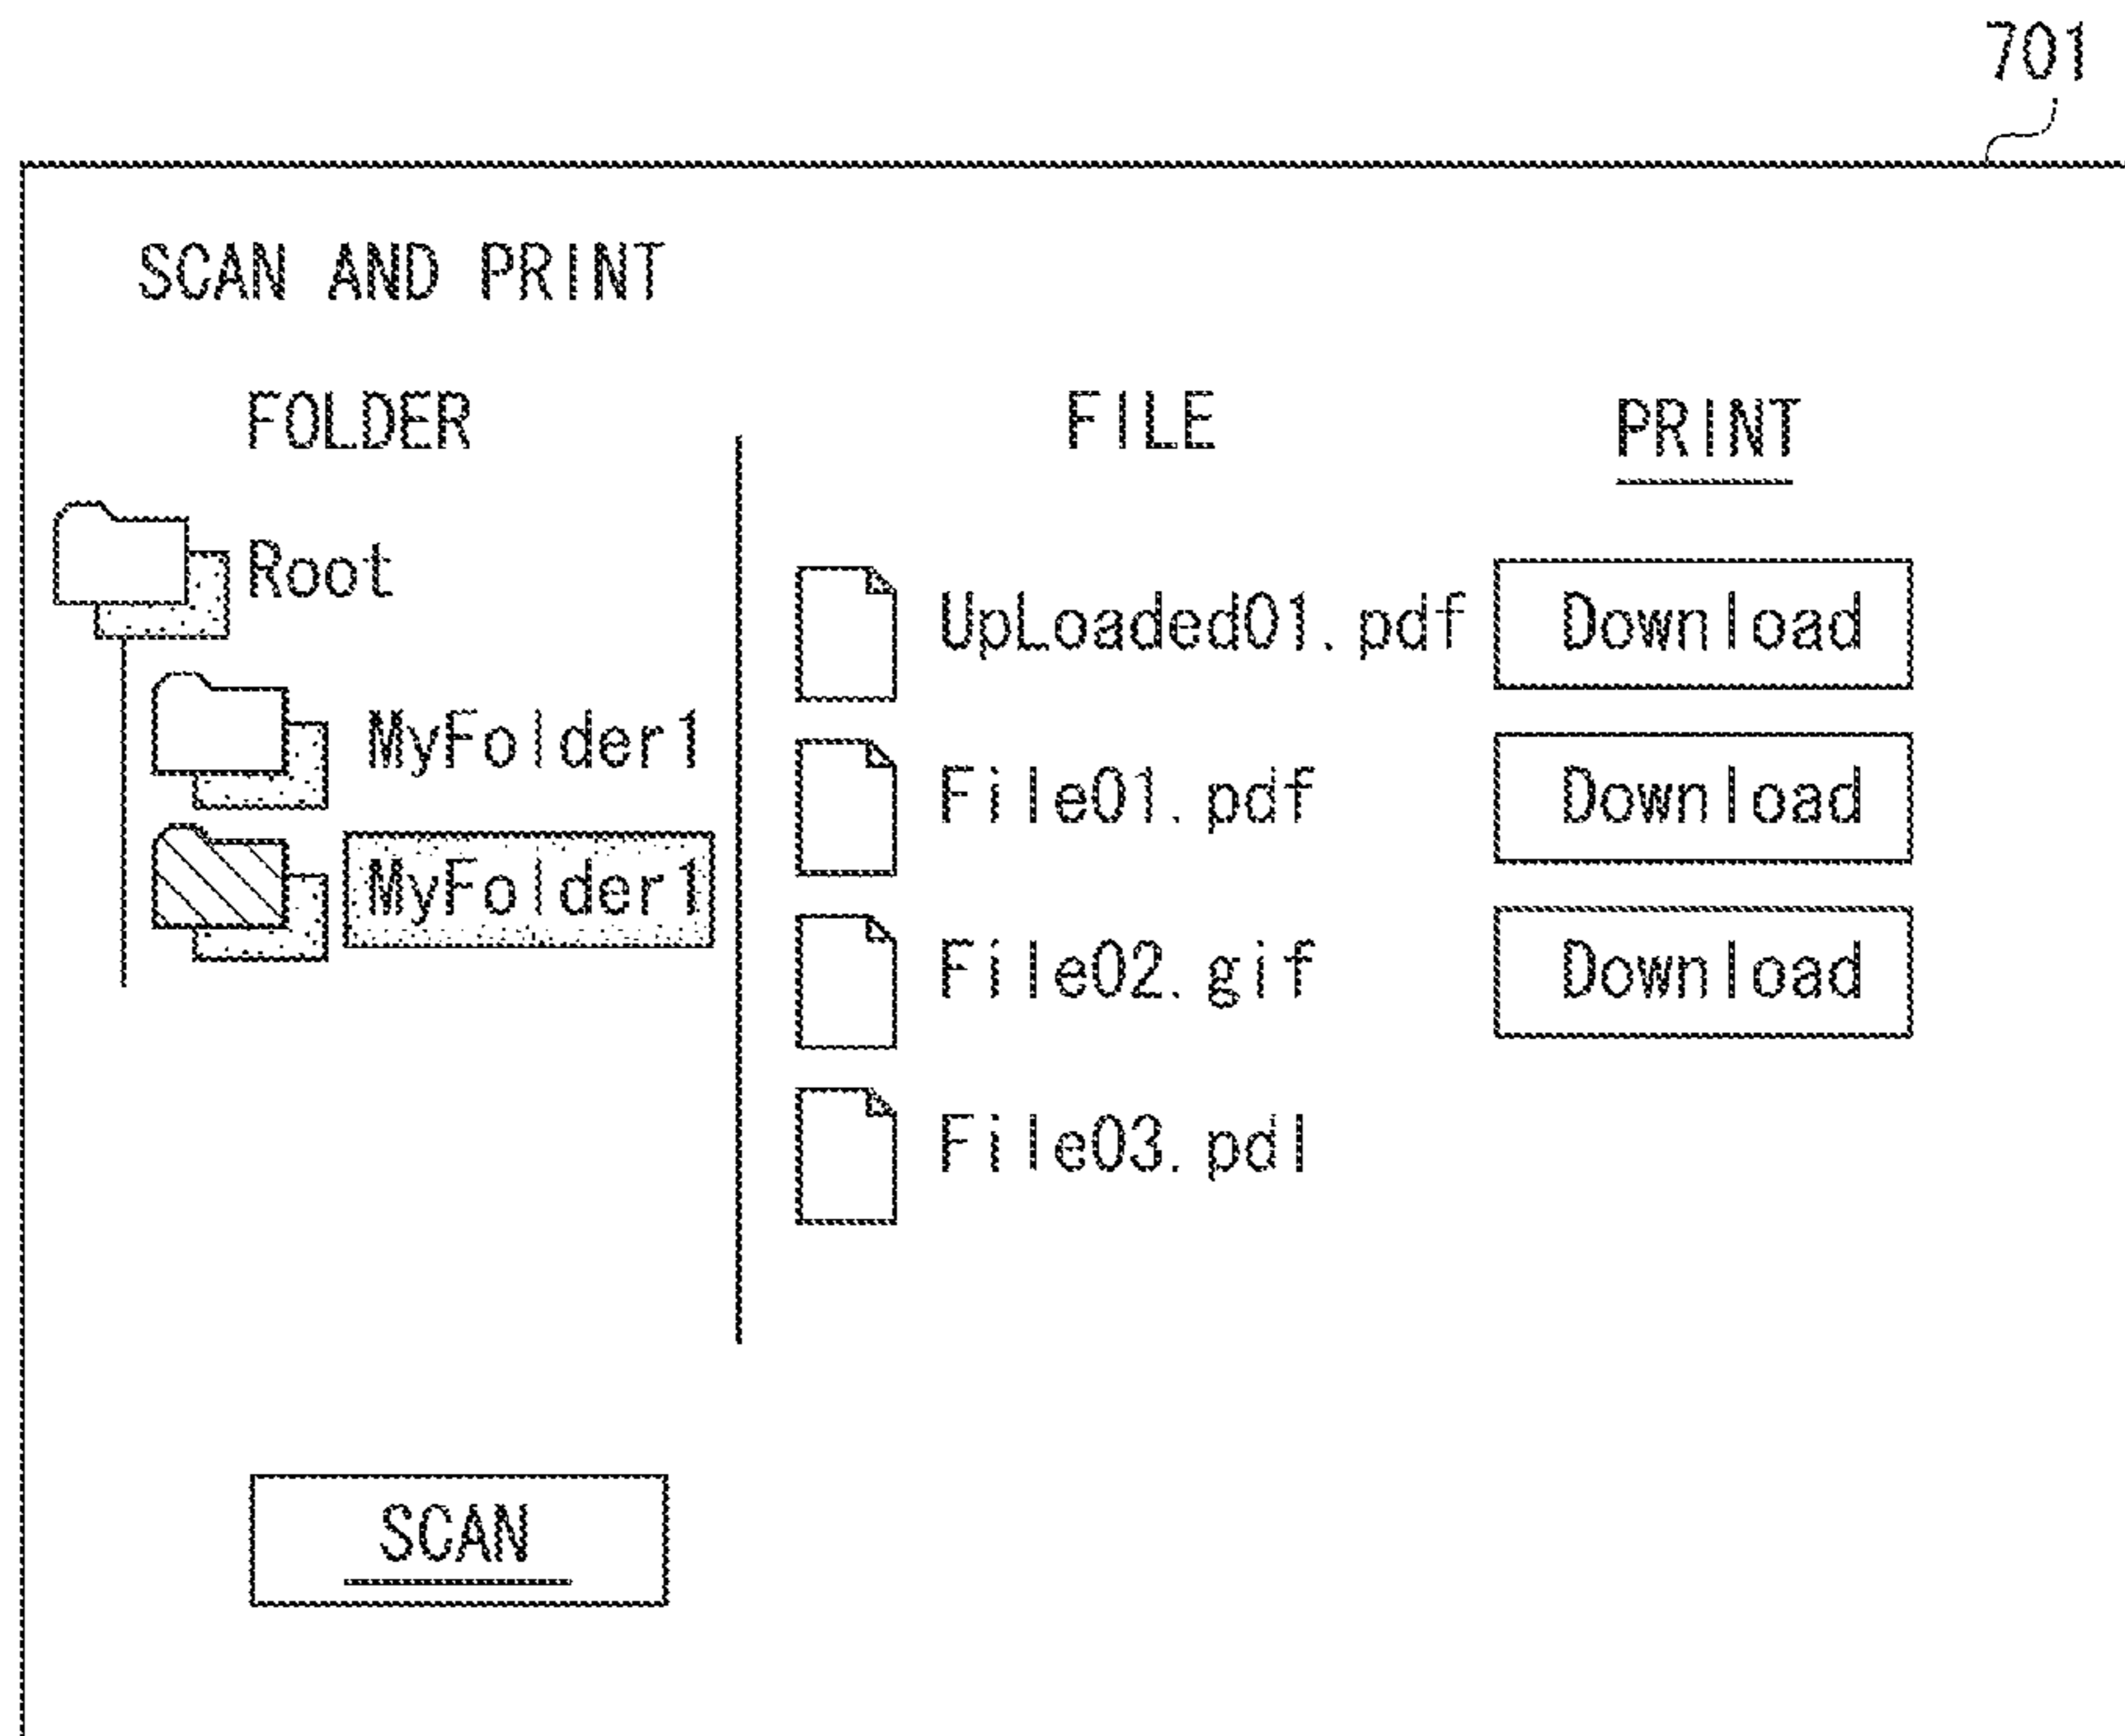 701
SCAN AND PRINT
FOLDER
Root
MyFolder1
MyFolder1
FILE
PRINT
UpLoaded01.pdf Download
File01.pdf Download
File02.gif Download
File03.pdl
SCAN